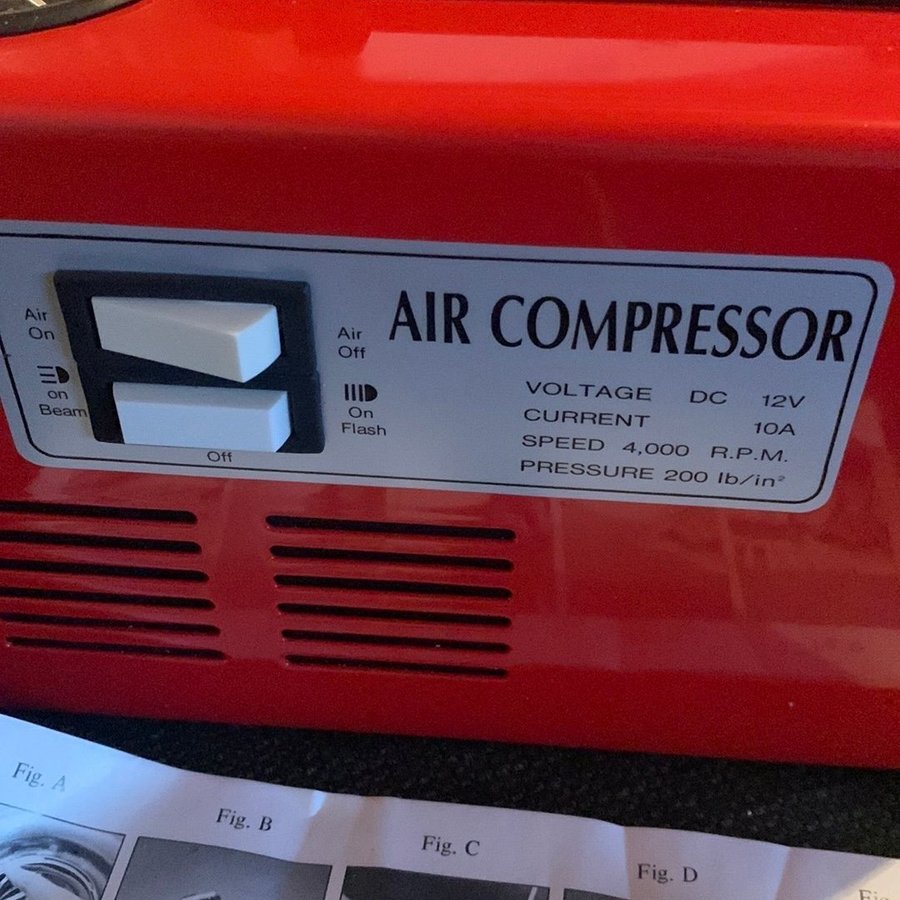 Air
On
on
Beam
Off
Air
Off
On
Flash
AIR COMPRESSOR
VOLTAGE DC 12V
CURRENT 10A
SPEED 4,000 R.P.M.
PRESSURE 200 lb/in²
Fig. A
Fig. B
Fig. C
Fig. D